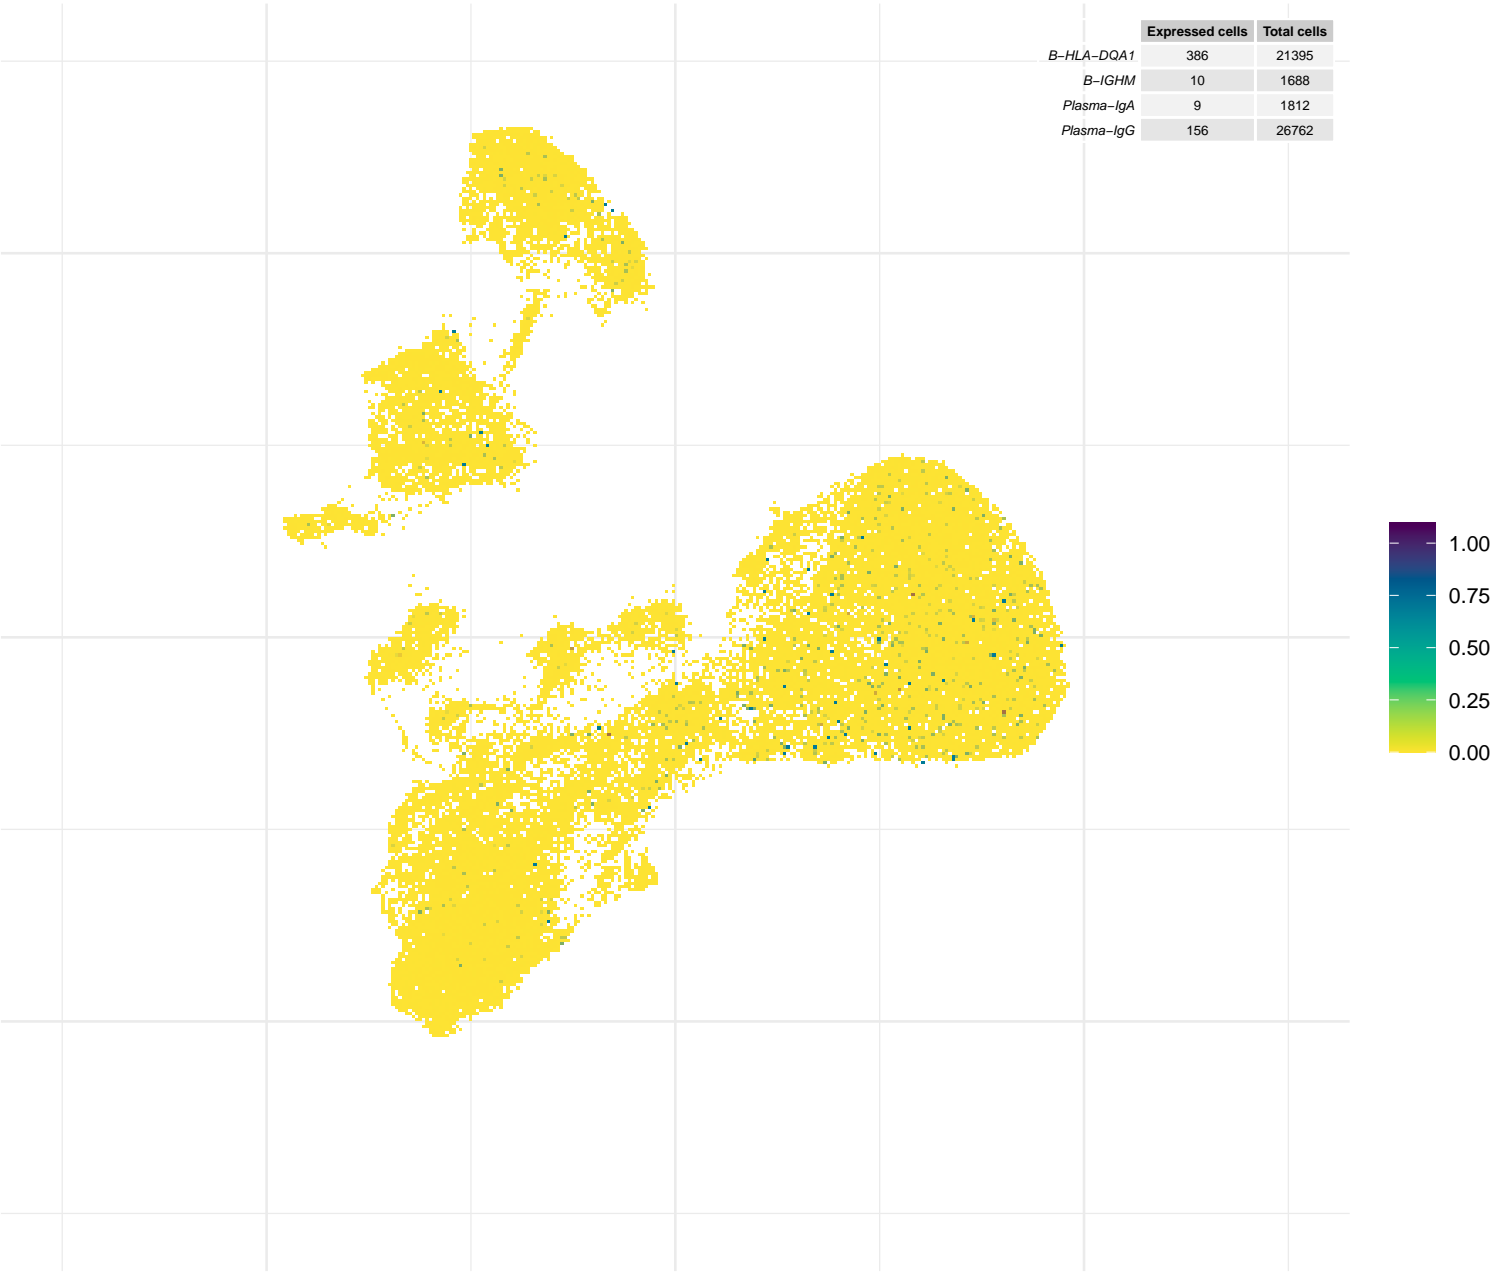 Expressed cells Total cells
B−HLA−DQA1 386 21395
B−IGHM 10 1688
Plasma−IgA 9 1812
Plasma−IgG 156 26762
1.00
0.75
0.50
0.25
0.00